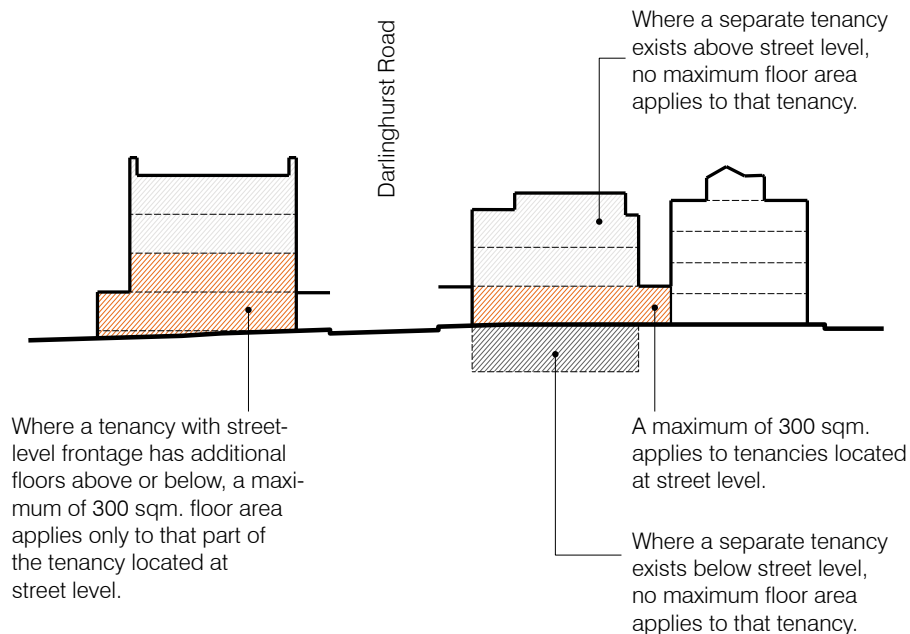 Where a separate tenancy
exists above street level,
no maximum floor area
applies to that tenancy.
Darlinghurst Road
Where a tenancy with street-
level frontage has additional
floors above or below, a maxi-
mum of 300 sqm. floor area
applies only to that part of
the tenancy located at
street level.
A maximum of 300 sqm.
applies to tenancies located
at street level.
Where a separate tenancy
exists below street level,
no maximum floor area
applies to that tenancy.